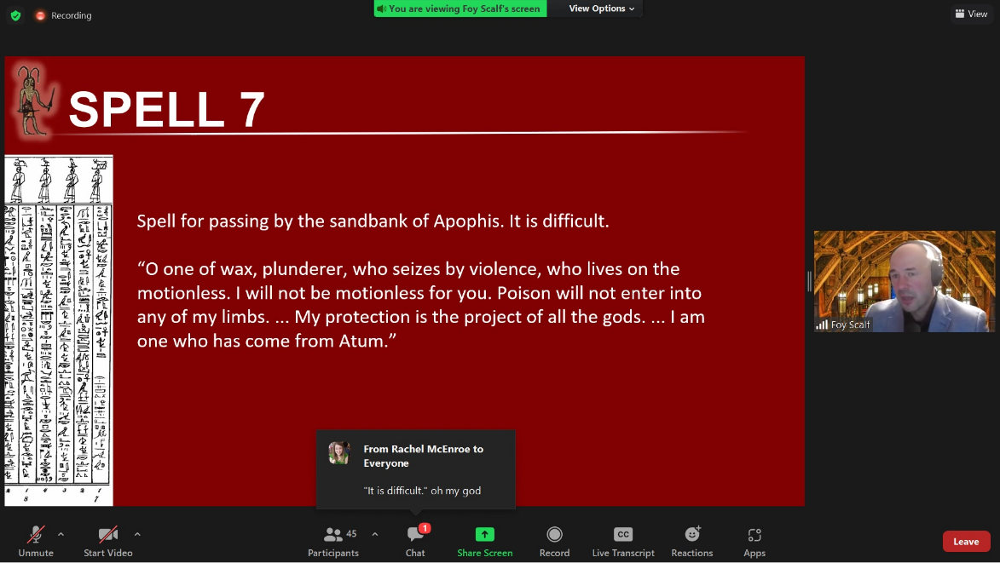 Recording
You are viewing Foy Scalf's screen
View Options
View
SPELL 7
Spell for passing by the sandbank of Apophis. It is difficult.
“O one of wax, plunderer, who seizes by violence, who lives on the
motionless. I will not be motionless for you. Poison will not enter into
any of my limbs. ... My protection is the project of all the gods. ... I am
one who has come from Atum.”
Foy Scalf
From Rachel McEnroe to
Everyone
"It is difficult." oh my god
Unmute
Start Video
45
Participants
1
Chat
Share Screen
Record
CC
Live Transcript
Reactions
Apps
Leave